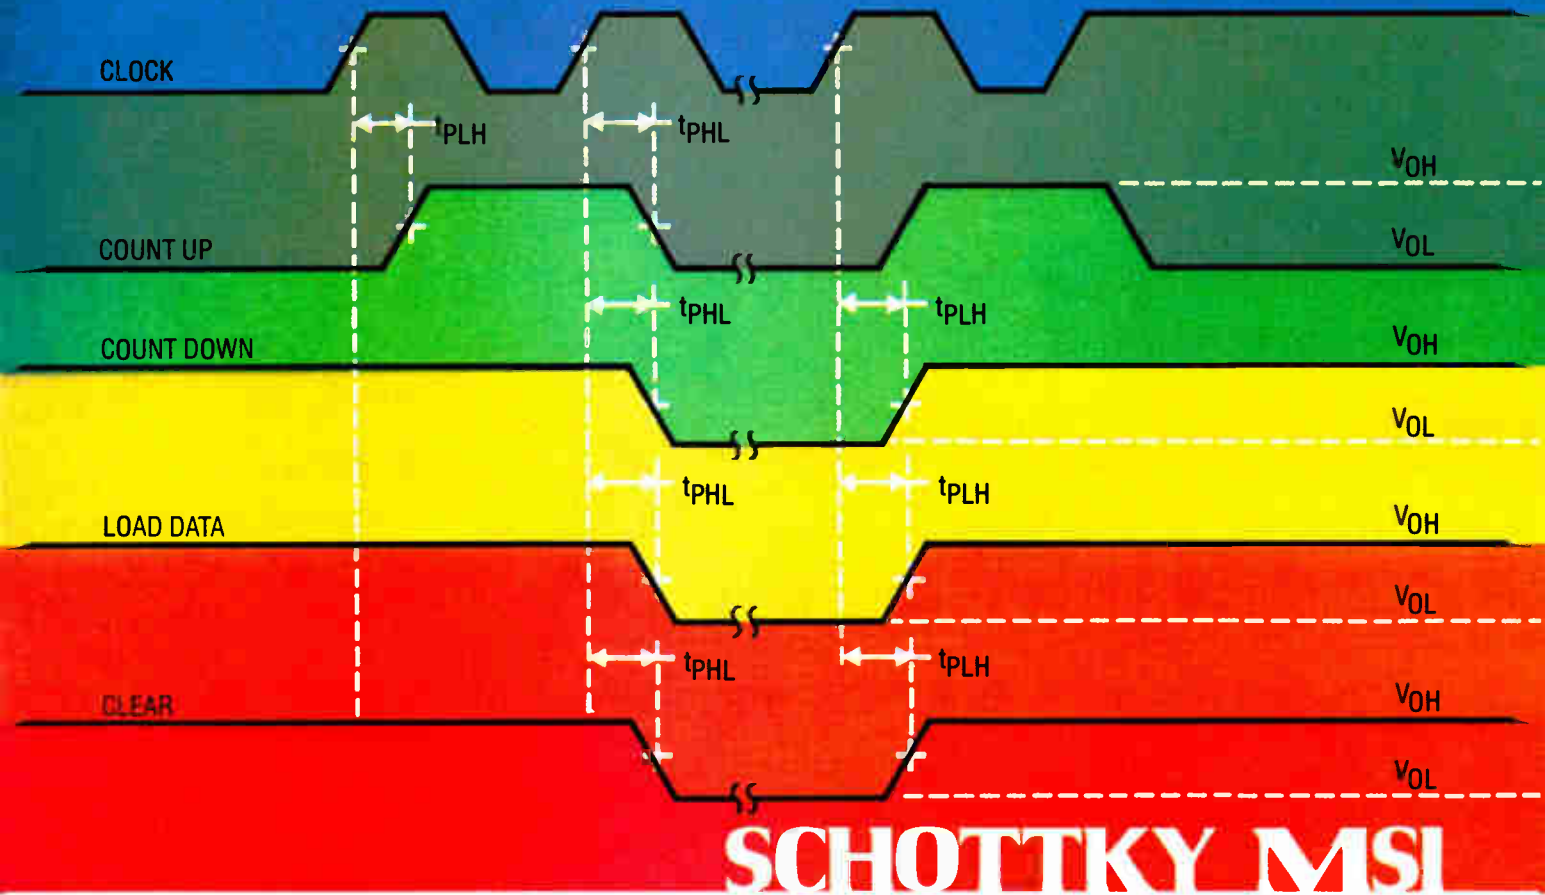 CLOCK
tPLH
tPHL
VOH
COUNT UP
VOL
tPHL
tPLH
COUNT DOWN
VOH
VOL
tPHL
tPLH
LOAD DATA
VOH
VOL
tPHL
tPLH
CLEAR
VOH
VOL
SCHOTTKY MSI